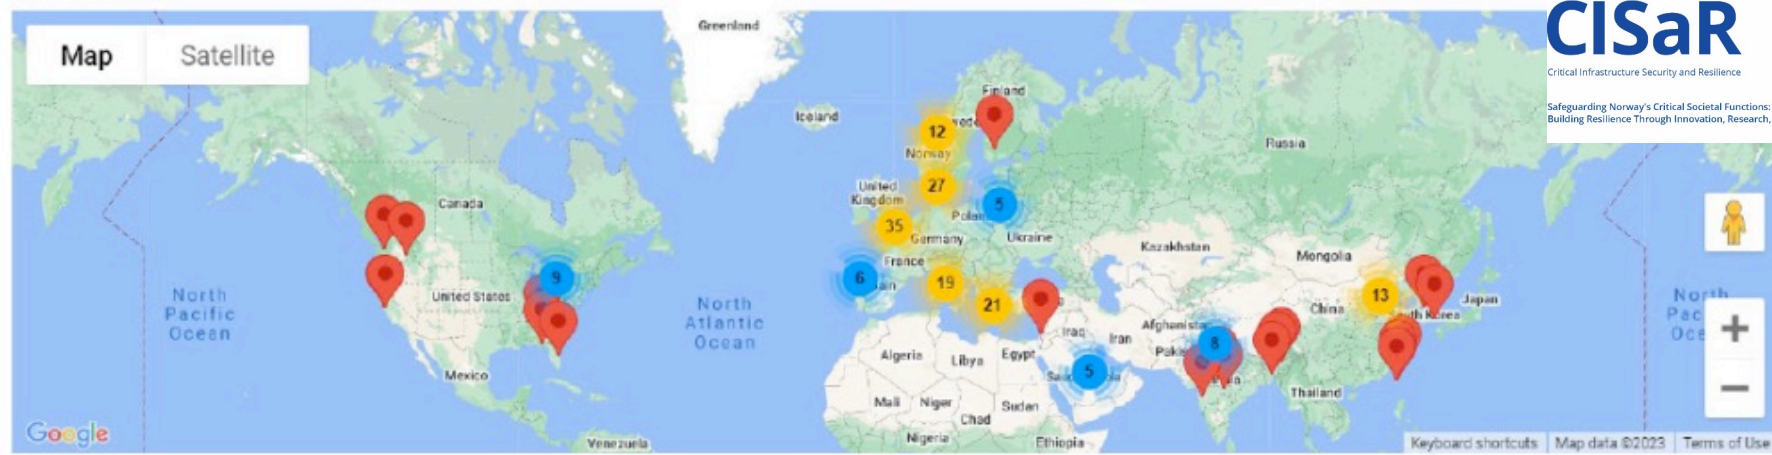 CISaR
Critical Infrastructure Security and Resilience
Safeguarding Norway's Critical Societal Functions:
Building Resilience Through Innovation, Research,
Map
Satellite
Greenland
Iceland
Finland
12
Norway
Russia
27
United
Kingdom
5
Canada
35
Germany
Ukraine
Kazakhstan
Mongolia
France
9
6
19
21
13
United States
China
Japan
North
Pacific
Ocean
North
Atlantic
Ocean
North
Iraq
Iran
8
Algeria
Libya
Egypt
5
Mexico
Thailand
Mali
Niger
Chad
Sudan
Nigeria
Ethiopia
Venezuela
Google
Keyboard shortcuts
Map data ©2023
Terms of Use